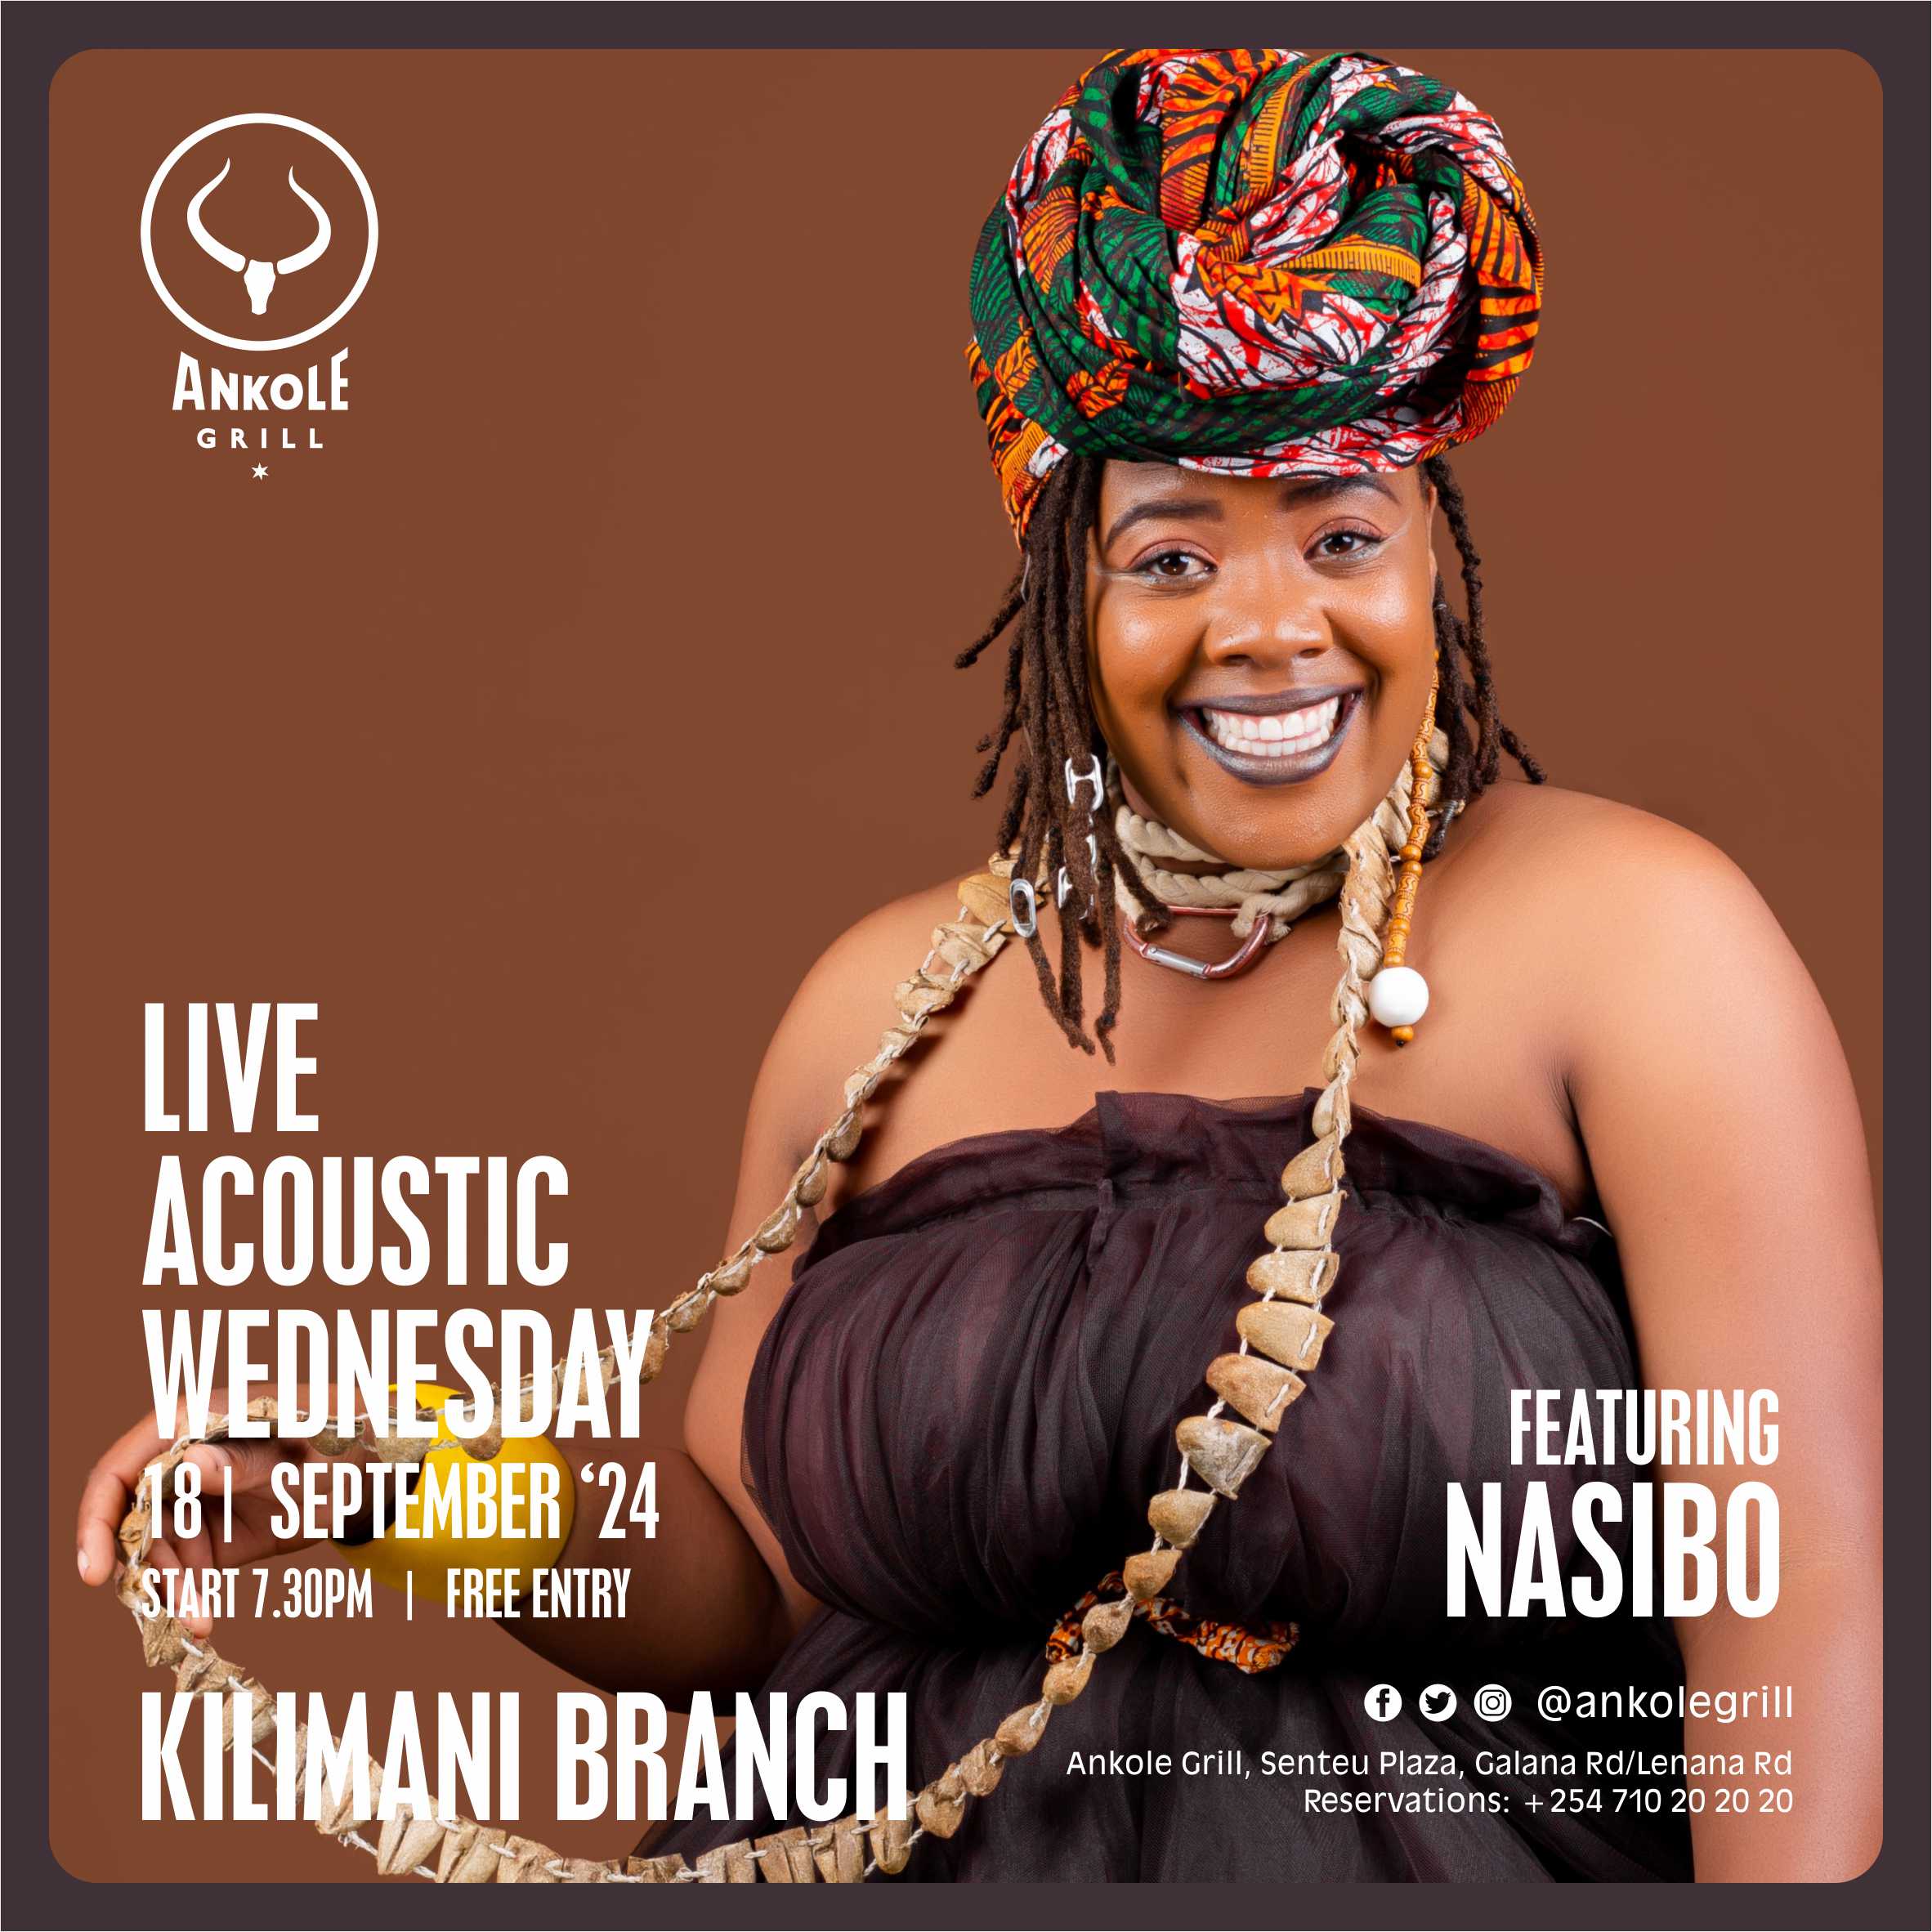 ANKOLE
GRILL
LIVE
ACOUSTIC
WEDNESDAY
18 | SEPTEMBER ‘24
START 7.30PM | FREE ENTRY
KILIMANI BRANCH
FEATURING
NASIBO
@ankolegrill
Ankole Grill, Senteu Plaza, Galana Rd/Lenana Rd
Reservations: +254 710 20 20 20